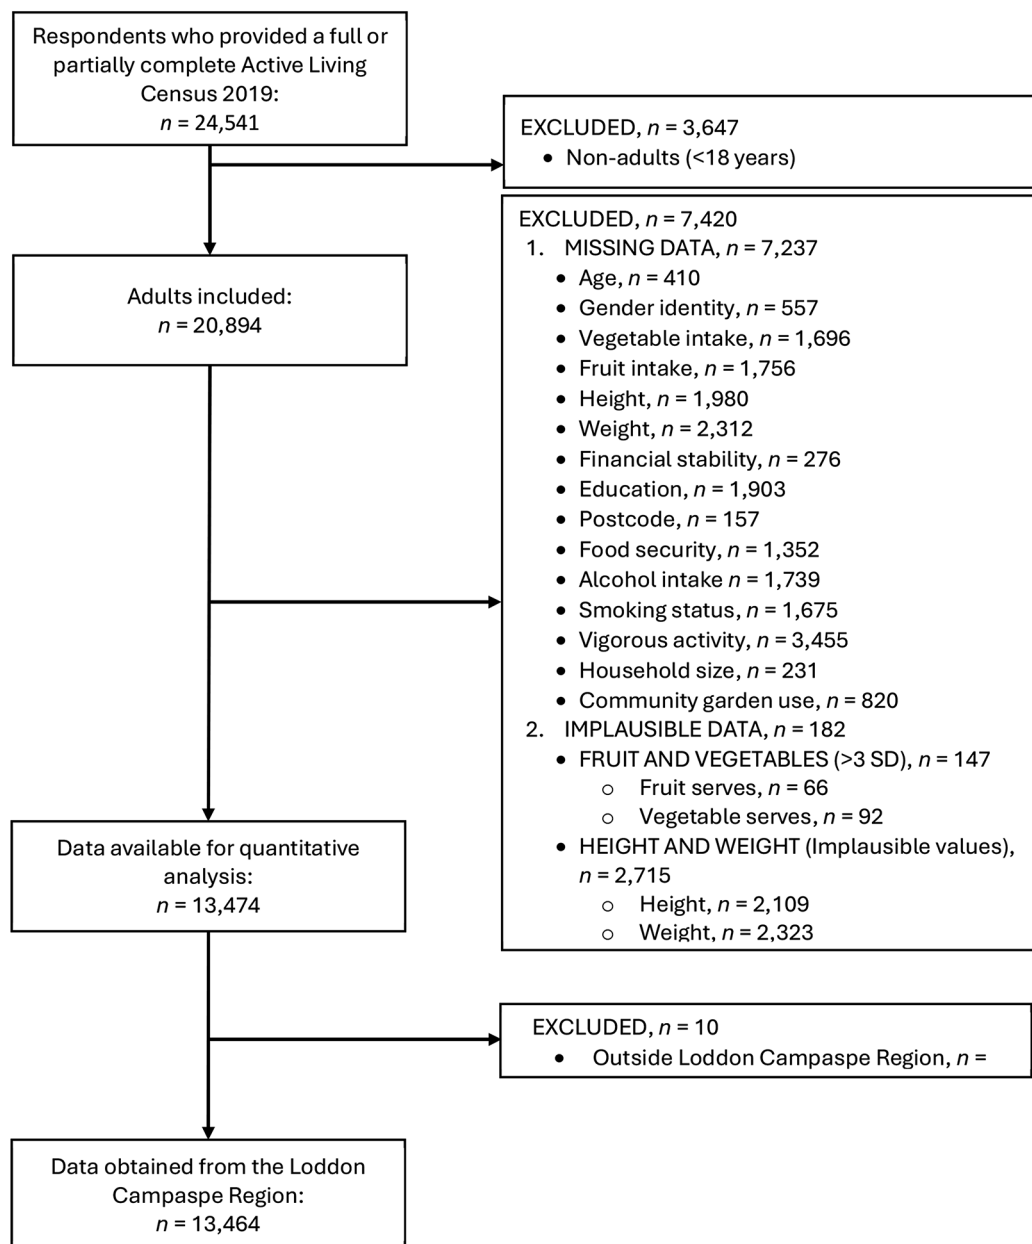 Respondents who provided a full or
partially complete Active Living
Census 2019:
n = 24,541
EXCLUDED, n = 3,647
• Non-adults (<18 years)
Adults included:
n = 20,894
EXCLUDED, n = 7,420
1. MISSING DATA, n = 7,237
• Age, n = 410
• Gender identity, n = 557
• Vegetable intake, n = 1,696
• Fruit intake, n = 1,756
• Height, n = 1,980
• Weight, n = 2,312
• Financial stability, n = 276
• Education, n = 1,903
• Postcode, n = 157
• Food security, n = 1,352
• Alcohol intake n = 1,739
• Smoking status, n = 1,675
• Vigorous activity, n = 3,455
• Household size, n = 231
• Community garden use, n = 820
2. IMPLAUSIBLE DATA, n = 182
• FRUIT AND VEGETABLES (>3 SD), n = 147
o Fruit serves, n = 66
o Vegetable serves, n = 92
• HEIGHT AND WEIGHT (Implausible values),
n = 2,715
o Height, n = 2,109
o Weight, n = 2,323
Data available for quantitative
analysis:
n = 13,474
EXCLUDED, n = 10
• Outside Loddon Campaspe Region, n =
Data obtained from the Loddon
Campaspe Region:
n = 13,464